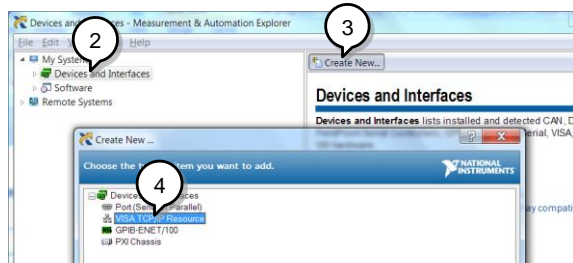 Devices and Interfaces - Measurement & Automation Explorer
File Edit Help
2
3
My System
Devices and Interfaces
Software
Remote Systems
Create New...
Devices and Interfaces
Devices and Interfaces lists installed and detected CAN, D
erial, VISA,
Create New ...
Choose the item you want to add.
NATIONAL
INSTRUMENTS
4
Devices Interfaces
Port (Serial Parallel)
VISA TCP/IP Resource
GPIB-ENET/100
PXI Chassis
ay compati